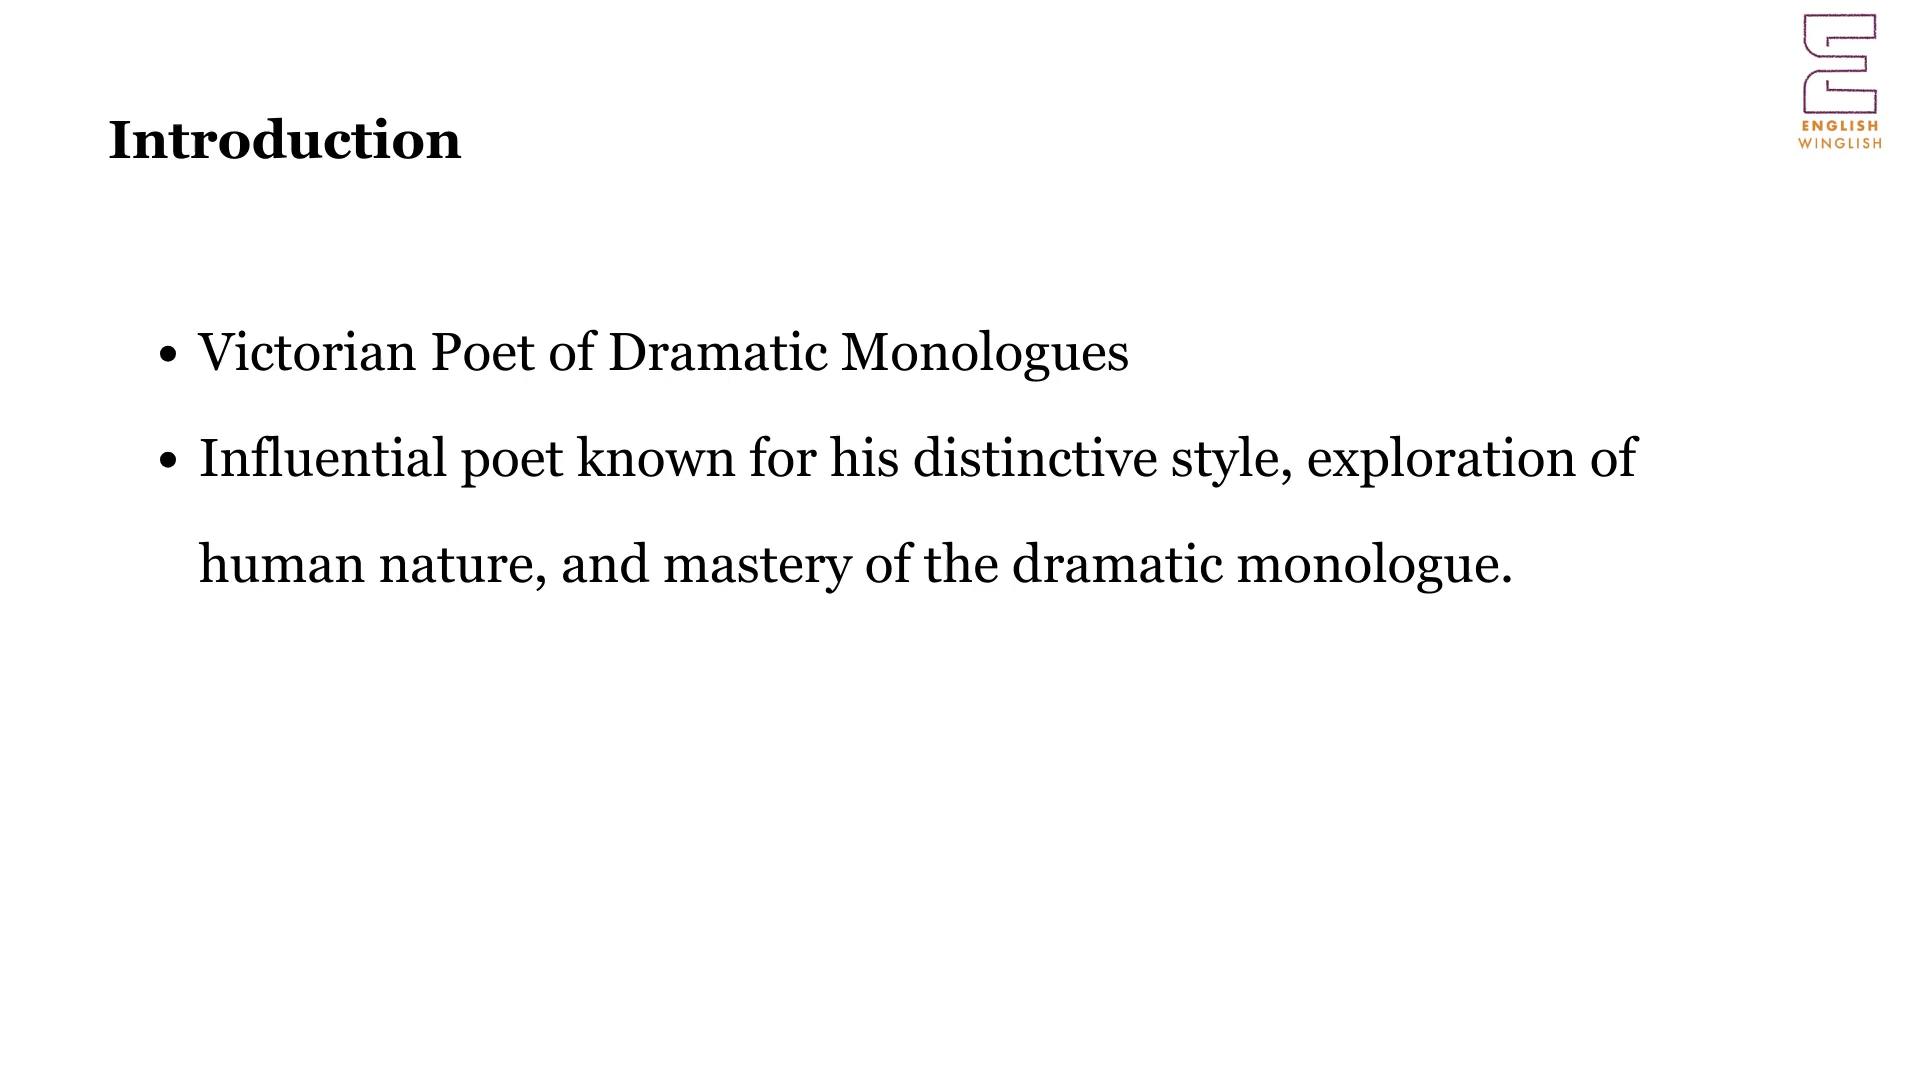 ENGLISH
WINGLISH
Introduction
• Victorian Poet of Dramatic Monologues
• Influential poet known for his distinctive style, exploration of
human nature, and mastery of the dramatic monologue.